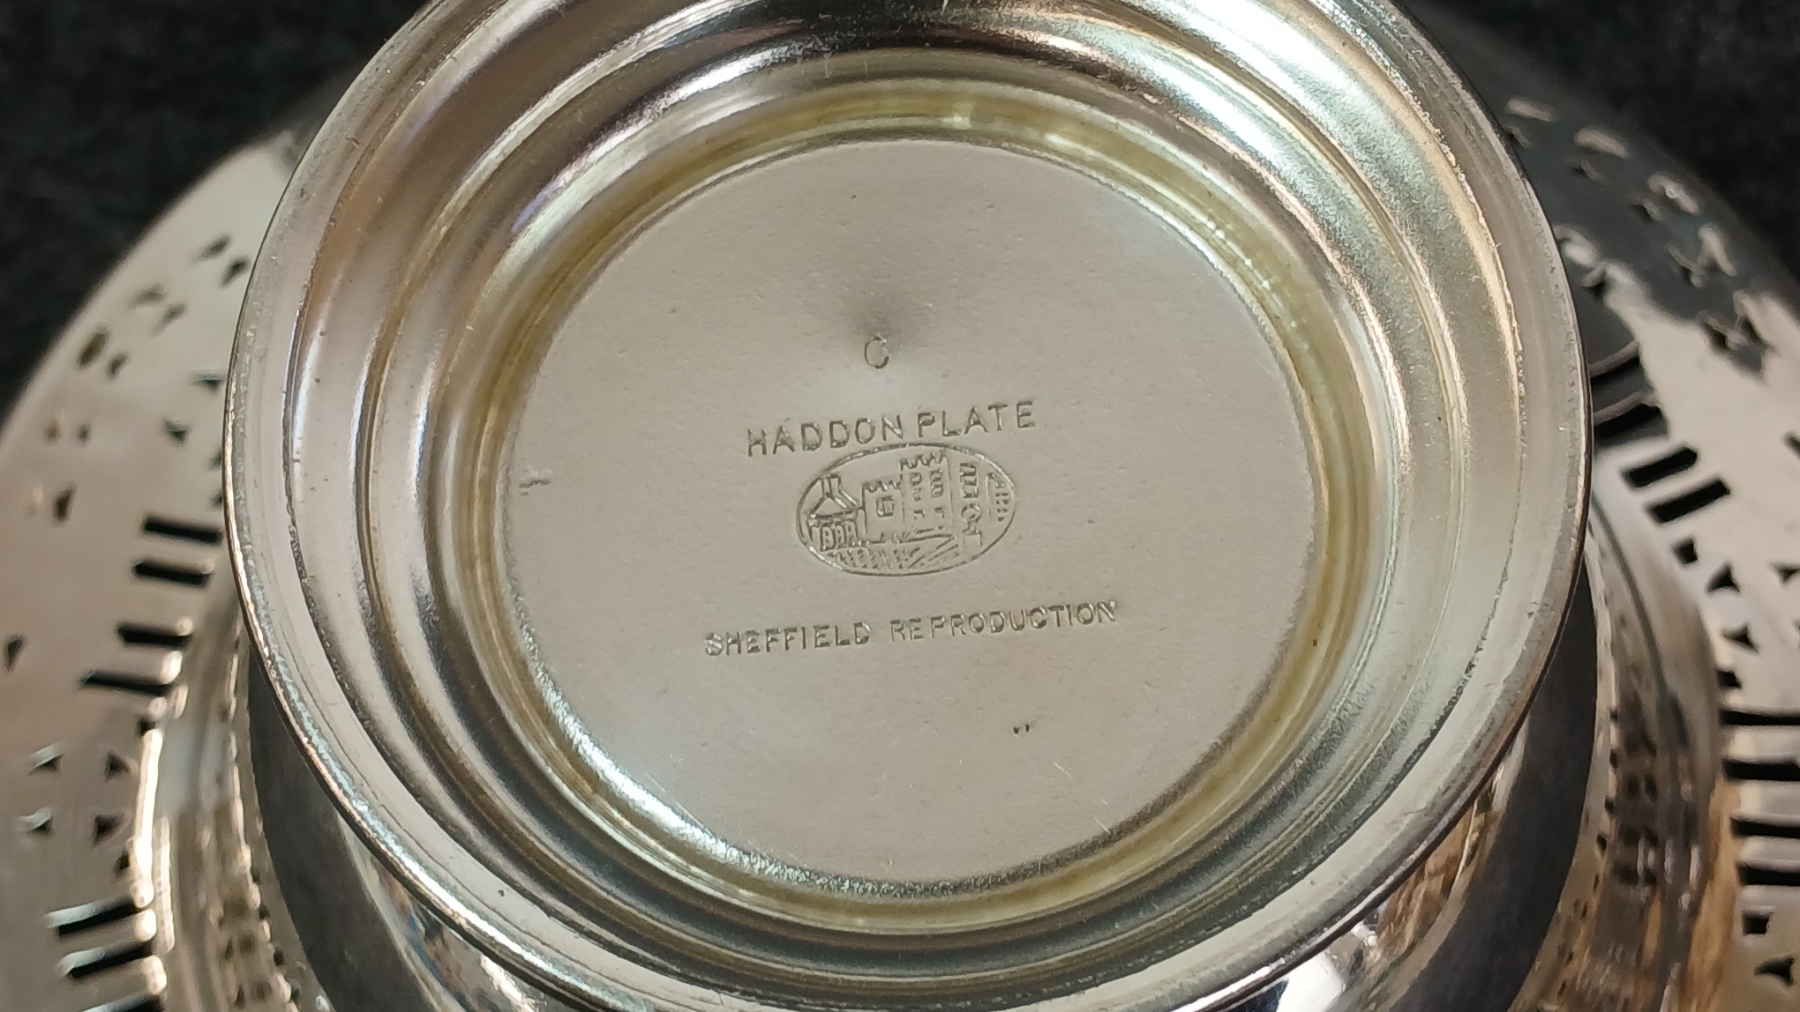 C
HADDON PLATE
SHEFFIELD REPRODUCTION